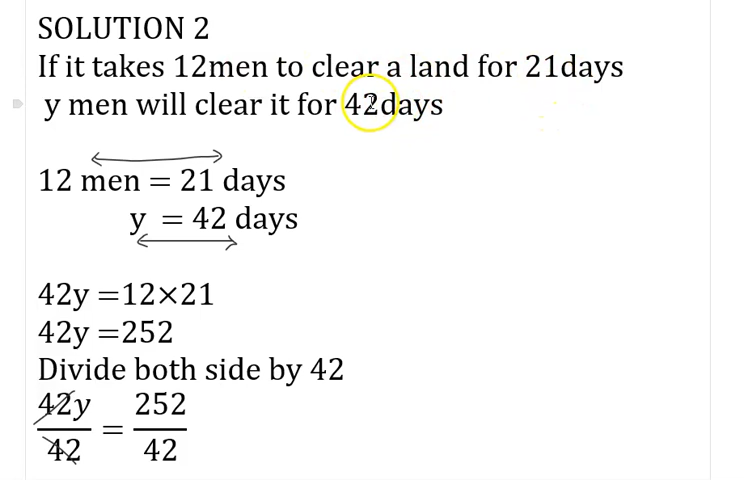 SOLUTION 2
If it takes 12men to clear a land for 21days
y men will clear it for 42days
12 men = 21 days
y = 42 days
42y =12×21
42y =252
Divide both side by 42
42y/42 = 252/42